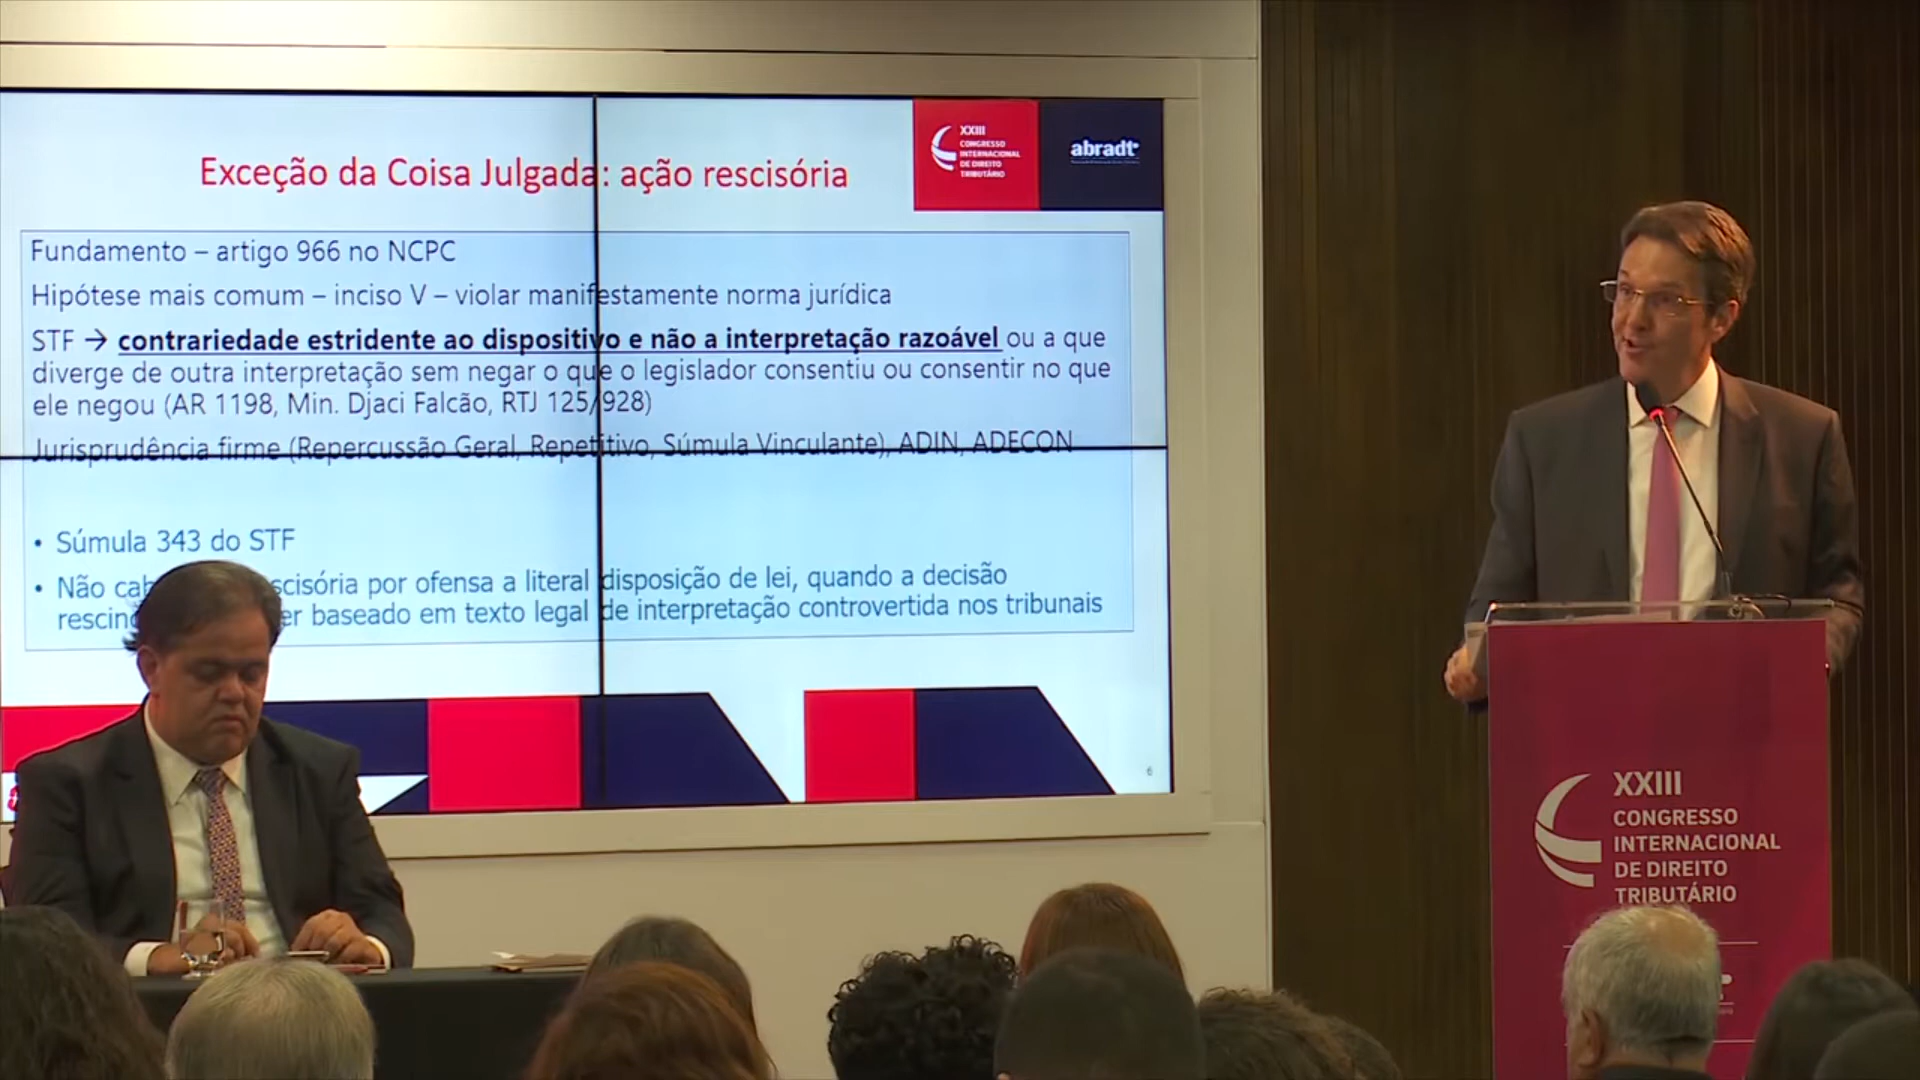 Exceção da Coisa Julgada: ação rescisória
XXIII
CONGRESSO
INTERNACIONAL
DE DIREITO
TRIBUTÁRIO
abradt
Fundamento – artigo 966 no NCPC
Hipótese mais comum – inciso V – violar manifestamente norma jurídica
STF → contrariedade estridente ao dispositivo e não a interpretação razoável ou a que
diverge de outra interpretação sem negar o que o legislador consentiu ou consentir no que
ele negou (AR 1198, Min. Djaci Falcão, RTJ 125/928)
Jurisprudência firme (Repercussão Geral, Repetitivo, Súmula Vinculante), ADIN, ADECON
• Súmula 343 do STF
• Não scisória por ofensa a literal disposição de lei, quando a decisão
er baseado em texto legal de interpretação controvertida nos tribunais
6
XXIII
CONGRESSO
INTERNACIONAL
DE DIREITO
TRIBUTÁRIO